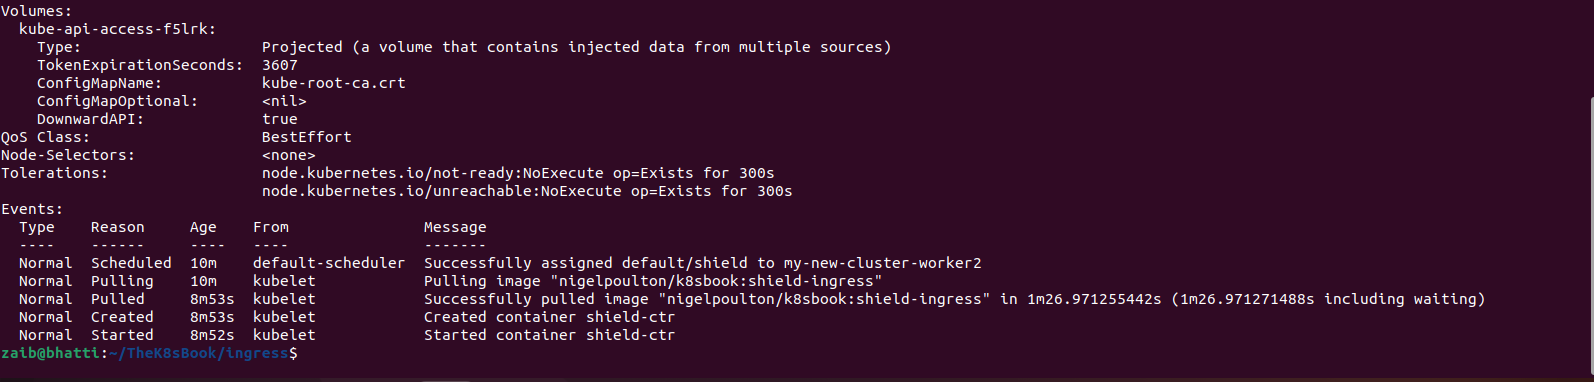 Volumes:
  kube-api-access-f5lrk:
    Type:                    Projected (a volume that contains injected data from multiple sources)
    TokenExpirationSeconds:  3607
    ConfigMapName:           kube-root-ca.crt
    ConfigMapOptional:       <nil>
    DownwardAPI:             true
QoS Class:                   BestEffort
Node-Selectors:              <none>
Tolerations:                 node.kubernetes.io/not-ready:NoExecute op=Exists for 300s
                             node.kubernetes.io/unreachable:NoExecute op=Exists for 300s
Events:
  Type    Reason     Age    From               Message
  ----    ------     ----   ----               -------
  Normal  Scheduled  10m    default-scheduler  Successfully assigned default/shield to my-new-cluster-worker2
  Normal  Pulling    10m    kubelet            Pulling image "nigelpoulton/k8sbook:shield-ingress"
  Normal  Pulled     8m53s  kubelet            Successfully pulled image "nigelpoulton/k8sbook:shield-ingress" in 1m26.971255442s (1m26.971271488s including waiting)
  Normal  Created    8m53s  kubelet            Created container shield-ctr
  Normal  Started    8m52s  kubelet            Started container shield-ctr
zaib@bhatti:~/TheK8sBook/ingress$